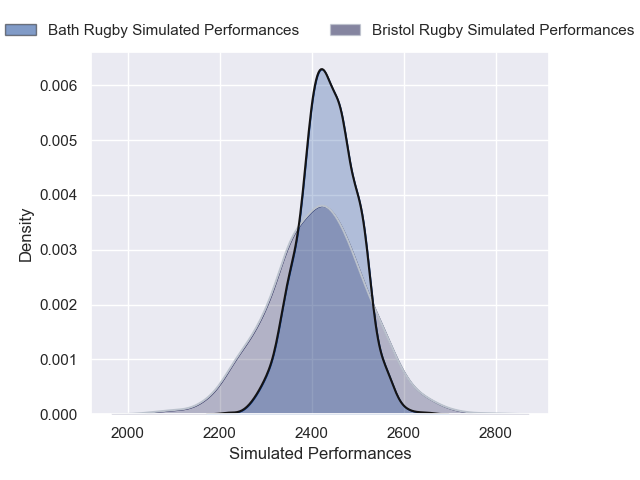 Bath Rugby Simulated Performances
Bristol Rugby Simulated Performances
0.006
0.005
0.004
0.003
0.002
0.001
0.000
Density
2000 2200 2400 2600 2800
Simulated Performances